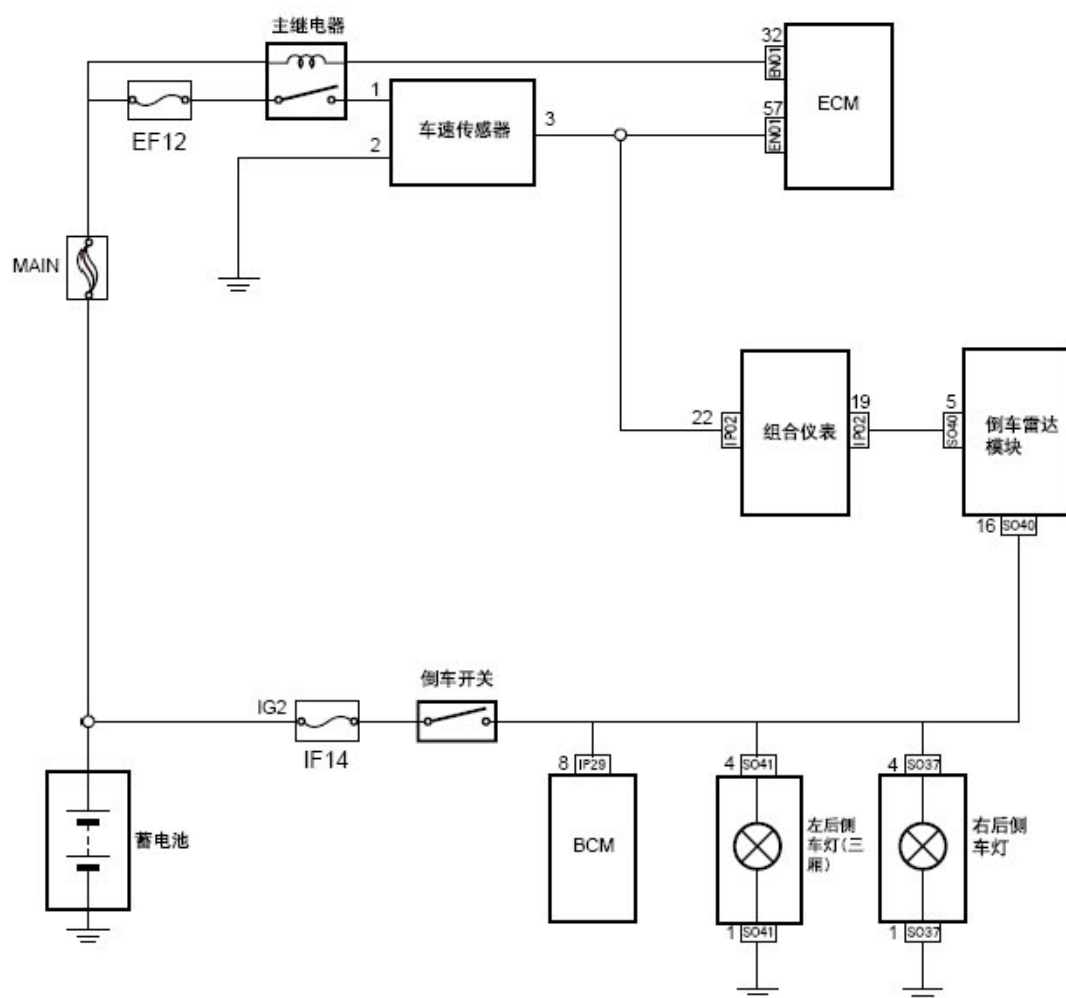 主继电器
32
EN01
ECM
1
车速传感器
3
57
EN01
EF12
2
MAIN
22
IP02
组合仪表
19
IP02
5
SO40
倒车雷达
模块
16
SO40
倒车开关
IG2
IF14
8
IP29
4
SO41
4
SO37
蓄电池
BCM
左后侧
车灯(三
厢)
右后侧
车灯
1
SO41
1
SO37